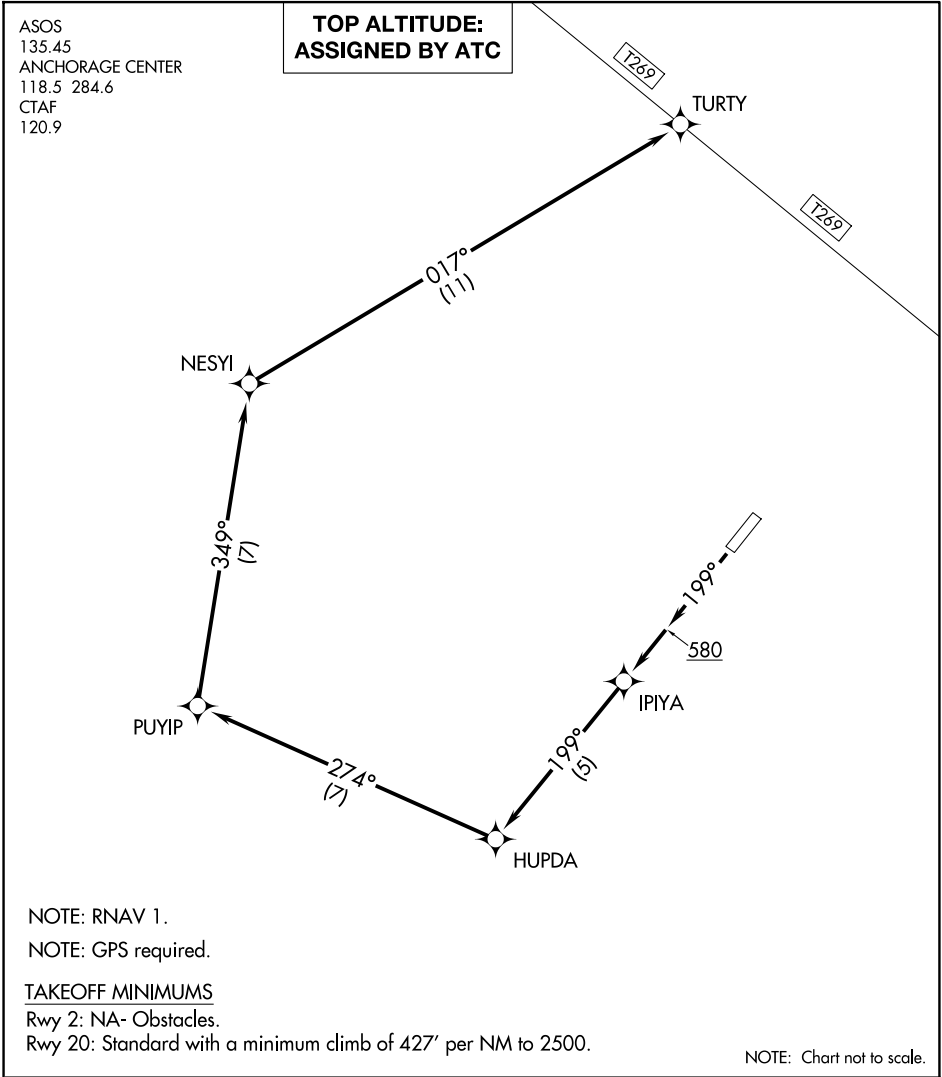 ASOS
135.45
ANCHORAGE CENTER
118.5 284.6
CTAF
120.9
TOP ALTITUDE:
ASSIGNED BY ATC
T269
TURTY
T269
017°
(11)
NESYI
349°
(7)
199°
580
IPIYA
PUYIP
199°
(5)
274°
(7)
HUPDA
NOTE: RNAV 1.
NOTE: GPS required.
TAKEOFF MINIMUMS
Rwy 2: NA- Obstacles.
Rwy 20: Standard with a minimum climb of 427' per NM to 2500.
NOTE: Chart not to scale.